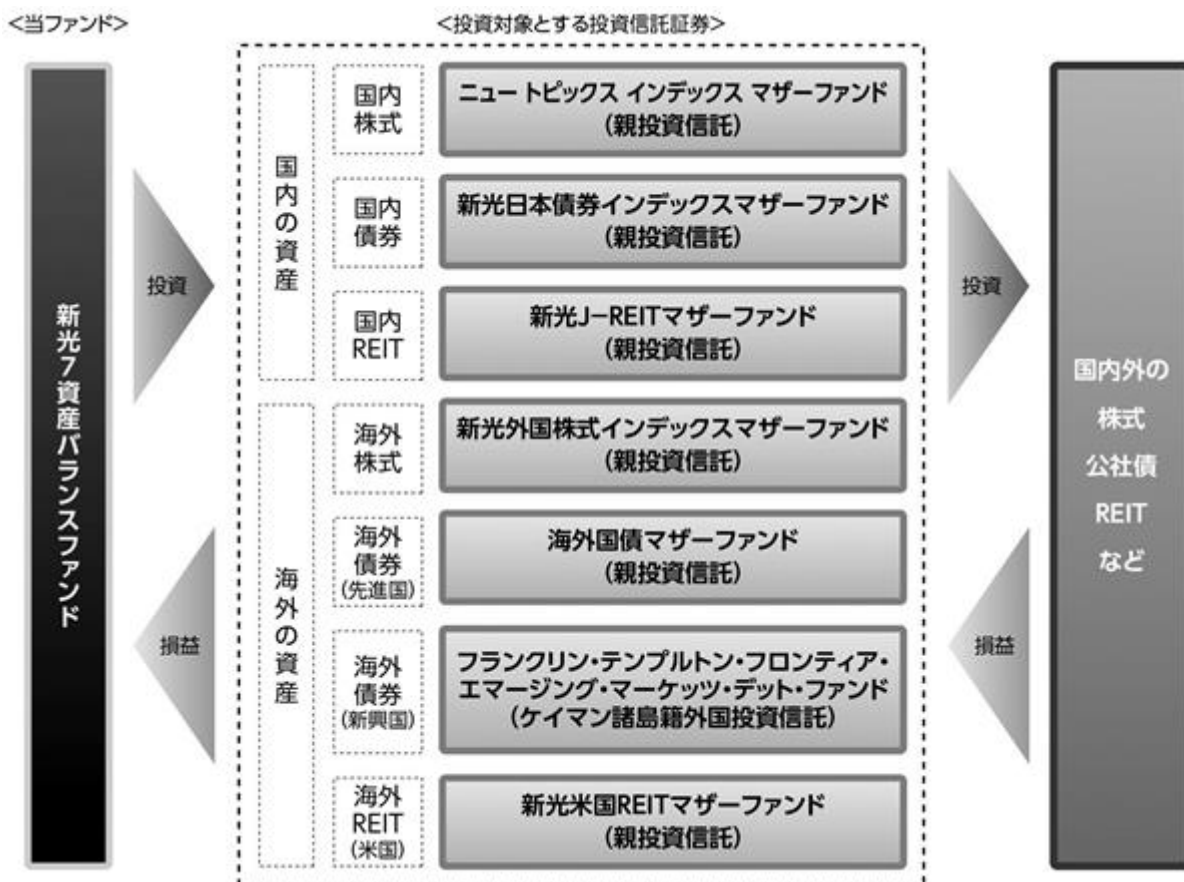 <当ファンド>
<投資対象とする投資信託証券>
新光7資産バランスファンド
投資
損益
国内の資産
国内
株式
ニュー トピックス インデックス マザーファンド
(親投資信託)
国内
債券
新光日本債券インデックスマザーファンド
(親投資信託)
国内
REIT
新光J-REITマザーファンド
(親投資信託)
海外の資産
海外
株式
新光外国株式インデックスマザーファンド
(親投資信託)
海外
債券
(先進国)
海外国債マザーファンド
(親投資信託)
海外
債券
(新興国)
フランクリン・テンプルトン・フロンティア・
エマージング・マーケッツ・デット・ファンド
(ケイマン諸島籍外国投資信託)
海外
REIT
(米国)
新光米国REITマザーファンド
(親投資信託)
投資
損益
国内外の
株式
公社債
REIT
など